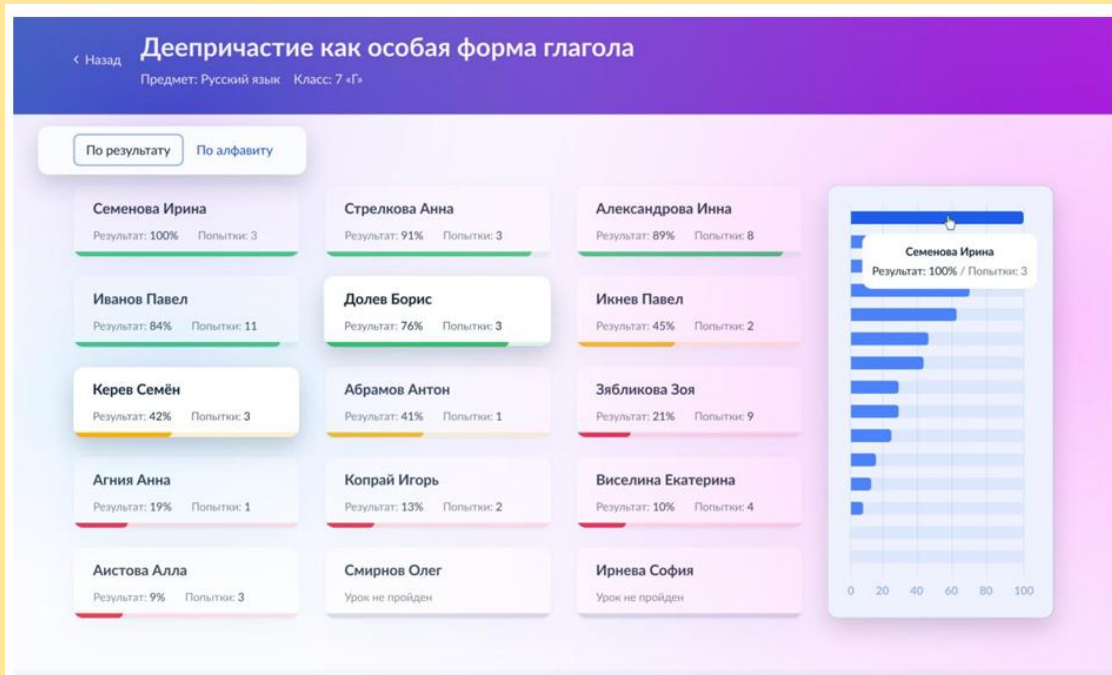 ‹ Назад
Деепричастие как особая форма глагола
Предмет: Русский язык Класс: 7 «Г»
По результату По алфавиту
Семенова Ирина
Результат: 100% Попытки: 3
Стрелкова Анна
Результат: 91% Попытки: 3
Александрова Инна
Результат: 89% Попытки: 8
Иванов Павел
Результат: 84% Попытки: 11
Долев Борис
Результат: 76% Попытки: 3
Икнев Павел
Результат: 45% Попытки: 2
Керев Семён
Результат: 42% Попытки: 3
Абрамов Антон
Результат: 41% Попытки: 1
Зябликова Зоя
Результат: 21% Попытки: 9
Агния Анна
Результат: 19% Попытки: 1
Копрай Игорь
Результат: 13% Попытки: 2
Виселина Екатерина
Результат: 10% Попытки: 4
Аистова Алла
Результат: 9% Попытки: 3
Смирнов Олег
Урок не пройден
Ирнева София
Урок не пройден
Семенова Ирина
Результат: 100% / Попытки: 3
0 20 40 60 80 100